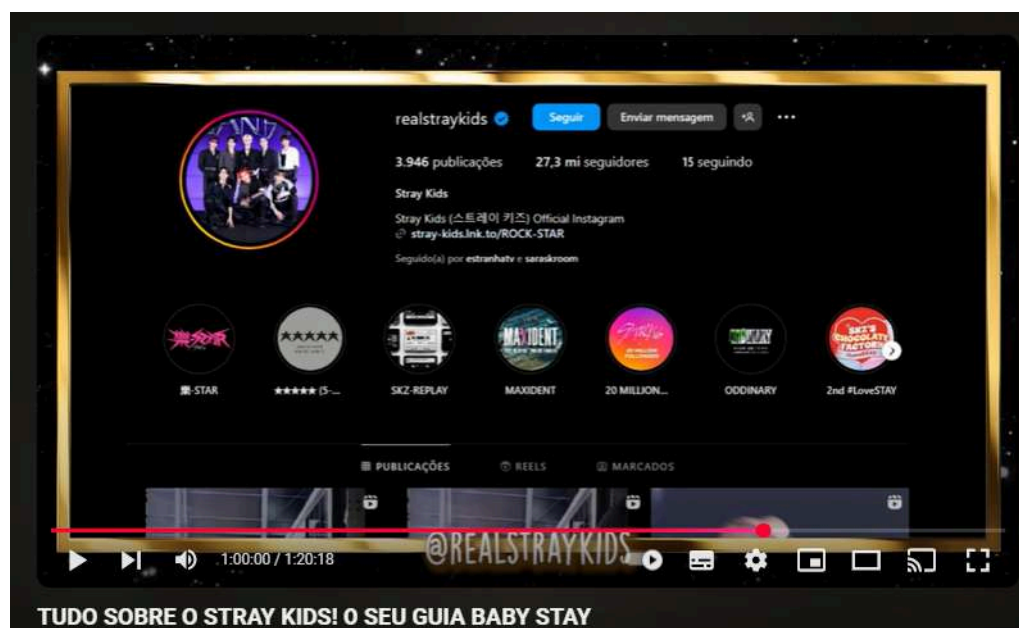 realstraykids Seguir Enviar mensagem
3.946 publicações 27,3 mi seguidores 15 seguindo
Stray Kids
Stray Kids (스트레이 키즈) Official Instagram
stray-kids.lnk.to/ROCK-STAR
Seguido(a) por estranhatv e saraskroom
樂-STAR ★★★★★ (5-... SKZ-REPLAY MAXIDENT 20 MILLION... ODDINARY 2nd #LoveSTAY
PUBLICAÇÕES REELS MARCADOS
@REALSTRAYKIDS
1:00:00 / 1:20:18
TUDO SOBRE O STRAY KIDS! O SEU GUIA BABY STAY